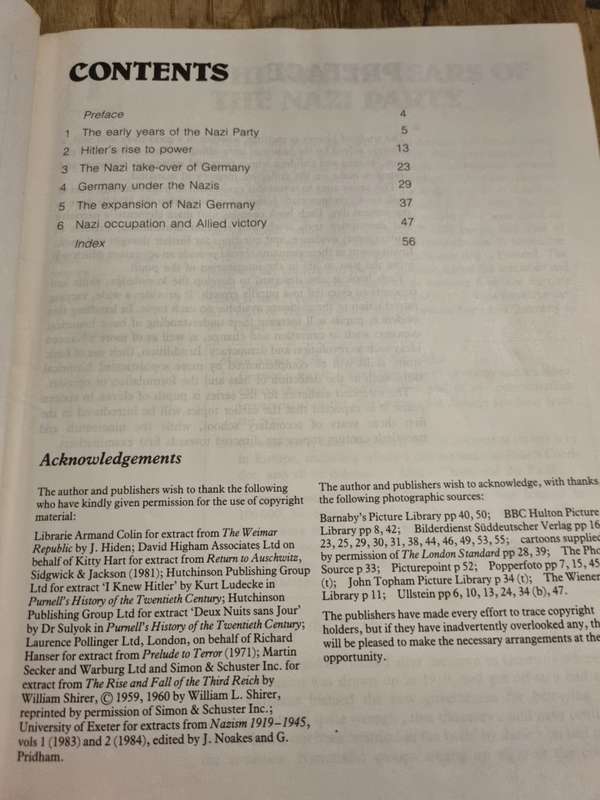 CONTENTS
Preface 4
1 The early years of the Nazi Party 5
2 Hitler's rise to power 13
3 The Nazi take-over of Germany 23
4 Germany under the Nazis 29
5 The expansion of Nazi Germany 37
6 Nazi occupation and Allied victory 47
Index 56
Acknowledgements
The author and publishers wish to thank the following
who have kindly given permission for the use of copyright
material:
Librarie Armand Colin for extract from The Weimar
Republic by J. Hiden; David Higham Associates Ltd on
behalf of Kitty Hart for extract from Return to Auschwitz,
Sidgwick & Jackson (1981); Hutchinson Publishing Group
Ltd for extract 'I Knew Hitler' by Kurt Ludecke in
Purnell's History of the Twentieth Century; Hutchinson
Publishing Group Ltd for extract 'Deux Nuits sans Jour'
by Dr Sulyok in Purnell's History of the Twentieth Century;
Laurence Pollinger Ltd, London, on behalf of Richard
Hanser for extract from Prelude to Terror (1971); Martin
Secker and Warburg Ltd and Simon & Schuster Inc. for
extract from The Rise and Fall of the Third Reich by
William Shirer, © 1959, 1960 by William L. Shirer,
reprinted by permission of Simon & Schuster Inc.;
University of Exeter for extracts from Nazism 1919–1945,
vols 1 (1983) and 2 (1984), edited by J. Noakes and G.
Pridham.
The author and publishers wish to acknowledge, with thanks
the following photographic sources:
Barnaby's Picture Library pp 40, 50; BBC Hulton Picture
Library pp 8, 42; Bilderdienst Süddeutscher Verlag pp 16
23, 25, 29, 30, 31, 38, 44, 46, 49, 53, 55; cartoons supplied
by permission of The London Standard pp 28, 39; The Pho
Source p 33; Picturepoint p 52; Popperfoto pp 7, 15, 45
(t); John Topham Picture Library p 34 (t); The Wiener
Library p 11; Ullstein pp 6, 10, 13, 24, 34 (b), 47.
The publishers have made every effort to trace copyright
holders, but if they have inadvertently overlooked any, th
will be pleased to make the necessary arrangements at the
opportunity.